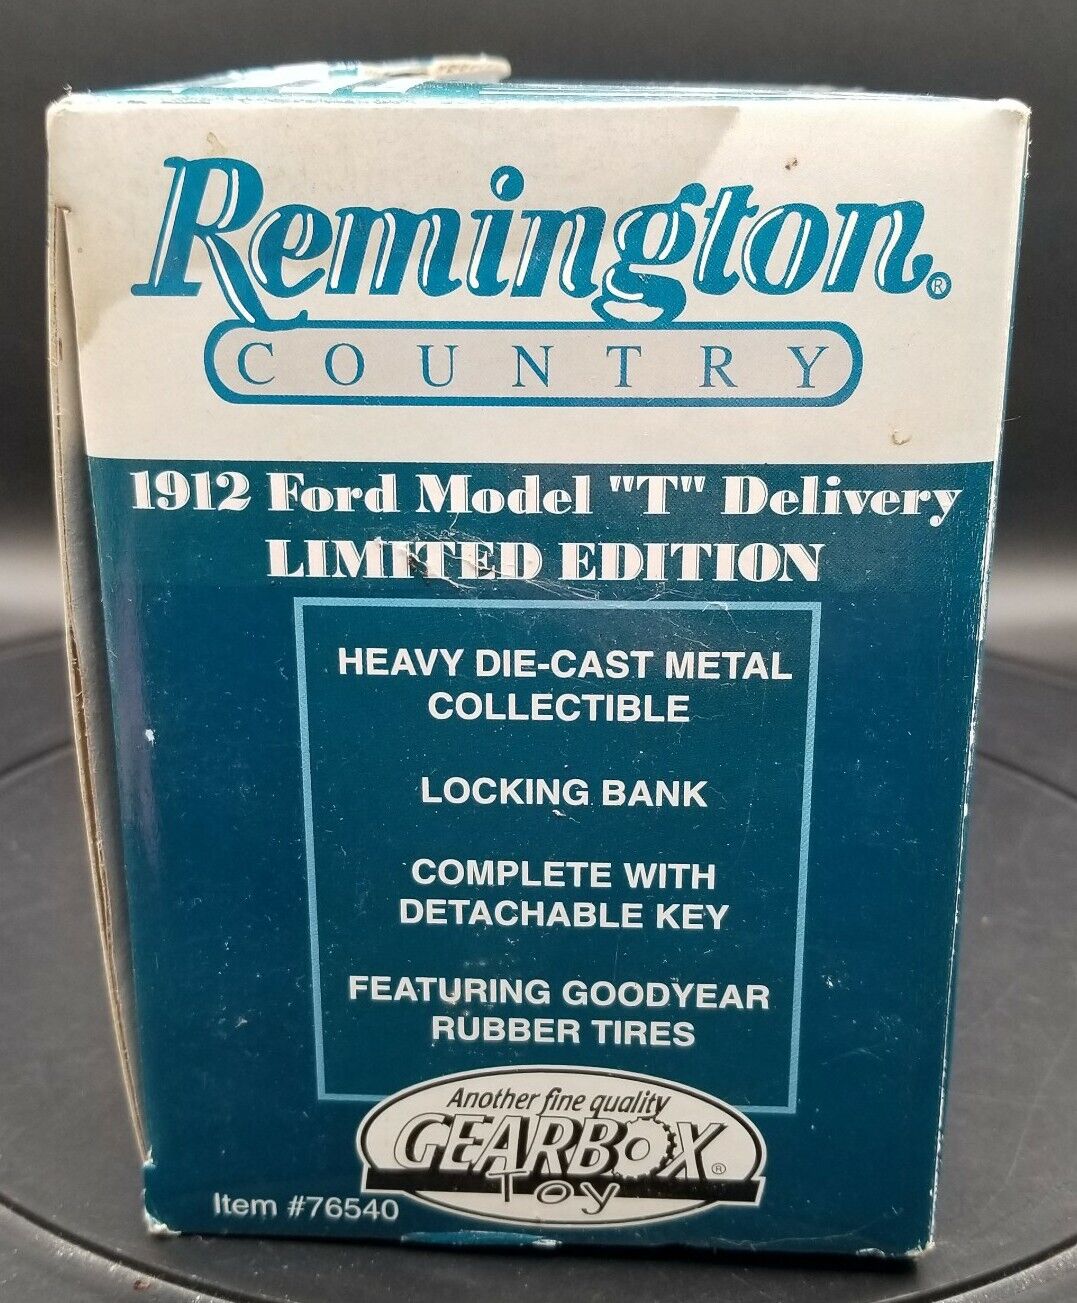 Remington®
COUNTRY
1912 Ford Model "T" Delivery
LIMITED EDITION
HEAVY DIE-CAST METAL
COLLECTIBLE
LOCKING BANK
COMPLETE WITH
DETACHABLE KEY
FEATURING GOODYEAR
RUBBER TIRES
Another fine quality
GEARBOX®
Toy
Item #76540